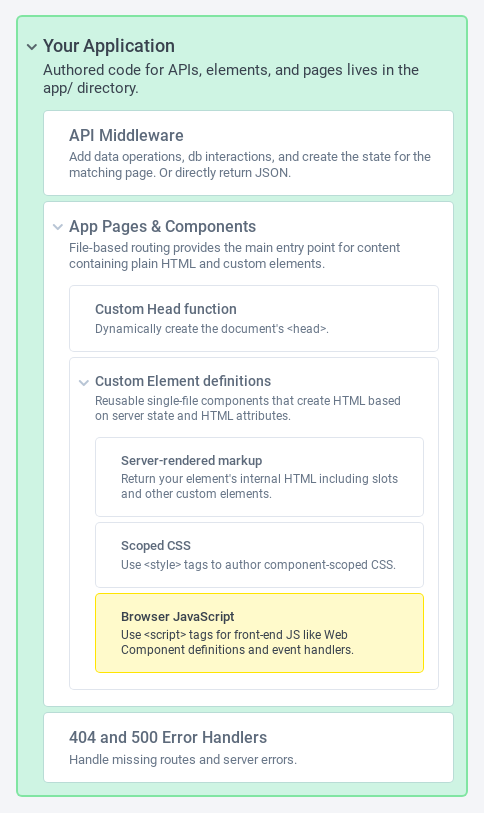 Your Application
Authored code for APIs, elements, and pages lives in the
app/ directory.
API Middleware
Add data operations, db interactions, and create the state for the
matching page. Or directly return JSON.
App Pages & Components
File-based routing provides the main entry point for content
containing plain HTML and custom elements.
Custom Head function
Dynamically create the document's <head>.
Custom Element definitions
Reusable single-file components that create HTML based
on server state and HTML attributes.
Server-rendered markup
Return your element's internal HTML including slots
and other custom elements.
Scoped CSS
Use <style> tags to author component-scoped CSS.
Browser JavaScript
Use <script> tags for front-end JS like Web
Component definitions and event handlers.
404 and 500 Error Handlers
Handle missing routes and server errors.